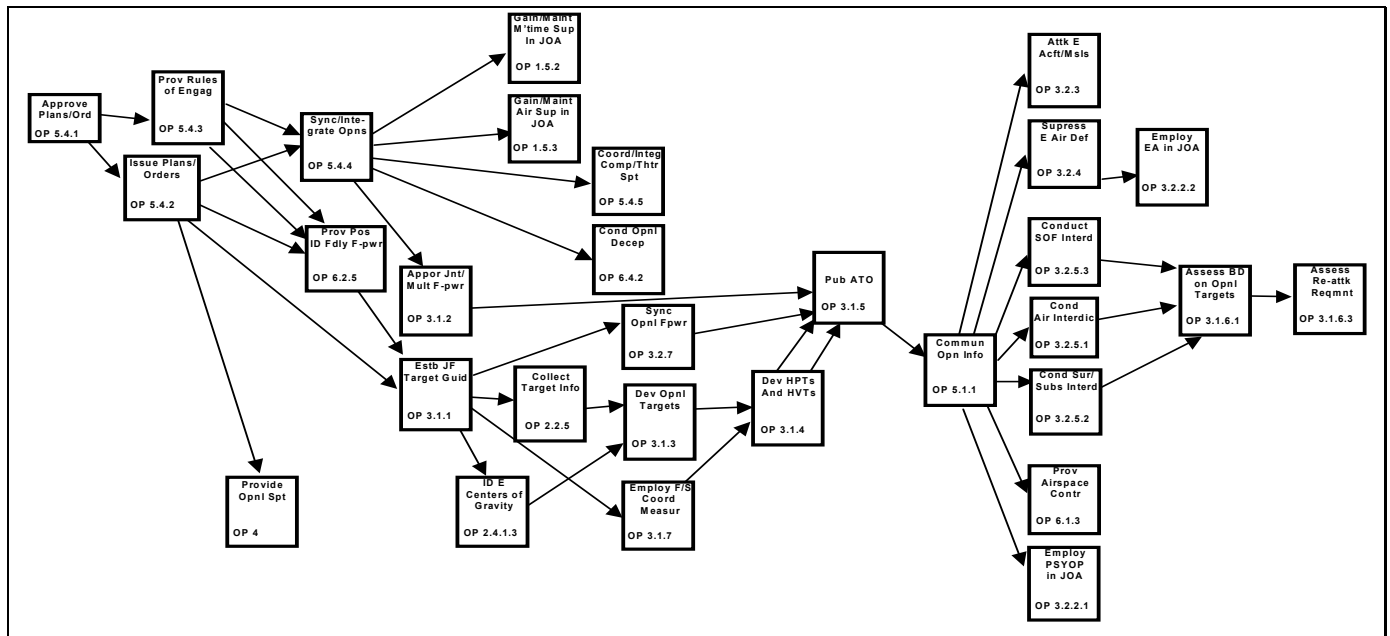 Approve
Plans/Ord
OP 5.4.1
Prov Rules
of Engag
OP 5.4.3
Issue Plans/
Orders
OP 5.4.2
Sync/Inte-
grate Opns
OP 5.4.4
Prov Pos
ID Fdly F-pwr
OP 6.2.5
Provide
Opnl Spt
OP 4
Gain/Maint
M'time Sup
In JOA
OP 1.5.2
Gain/Maint
Air Sup in
JOA
OP 1.5.3
Coord/Integ
Comp/Thtr
Spt
OP 5.4.5
Cond Opnl
Decep
OP 6.4.2
Appor Jnt/
Mult F-pwr
OP 3.1.2
Estb JF
Target Guid
OP 3.1.1
Sync
Opnl Fpwr
OP 3.2.7
Collect
Target Info
OP 2.2.5
Dev Opnl
Targets
OP 3.1.3
ID E
Centers of
Gravity
OP 2.4.1.3
Employ F/S
Coord
Measur
OP 3.1.7
Dev HPTs
And HVTs
OP 3.1.4
Pub ATO
OP 3.1.5
Commun
Opn Info
OP 5.1.1
Attk E
Acft/Msls
OP 3.2.3
Supress
E Air Def
OP 3.2.4
Employ
EA in JOA
OP 3.2.2.2
Conduct
SOF Interd
OP 3.2.5.3
Cond
Air Interdic
OP 3.2.5.1
Cond Sur/
Subs Interd
OP 3.2.5.2
Assess BD
on Opnl
Targets
OP 3.1.6.1
Assess
Re-attk
Reqmnt
OP 3.1.6.3
Prov
Airspace
Contr
OP 6.1.3
Employ
PSYOP
in JOA
OP 3.2.2.1